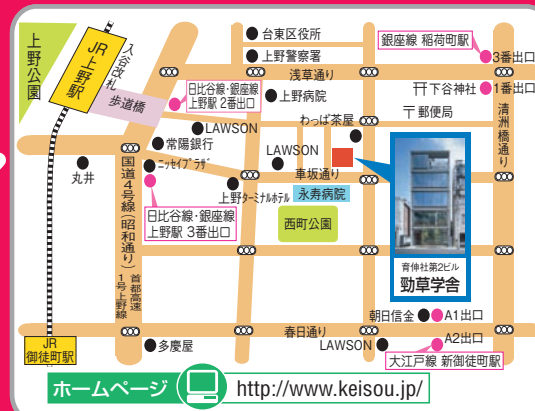 上野公園
JR
上野駅
入谷改札
歩道橋
台東区役所
上野警察署
浅草通り
銀座線 稲荷町駅
3番出口
1番出口
下谷神社
〒郵便局
清洲橋通り
日比谷線・銀座線
上野駅 2番出口
上野病院
わっぱ茶屋
LAWSON
常陽銀行
LAWSON
ニッセイプラザ
車坂通り
丸井
国道4号線(昭和通り)
首都高速
1号上野線
日比谷線・銀座線
上野駅 3番出口
上野ターミナルホテル
永寿病院
西町公園
育伸社第2ビル
勁草学舎
朝日信金
A1出口
春日通り
JR
御徒町駅
多慶屋
LAWSON
A2出口
大江戸線 新御徒町駅
ホームページ
http://www.keisou.jp/